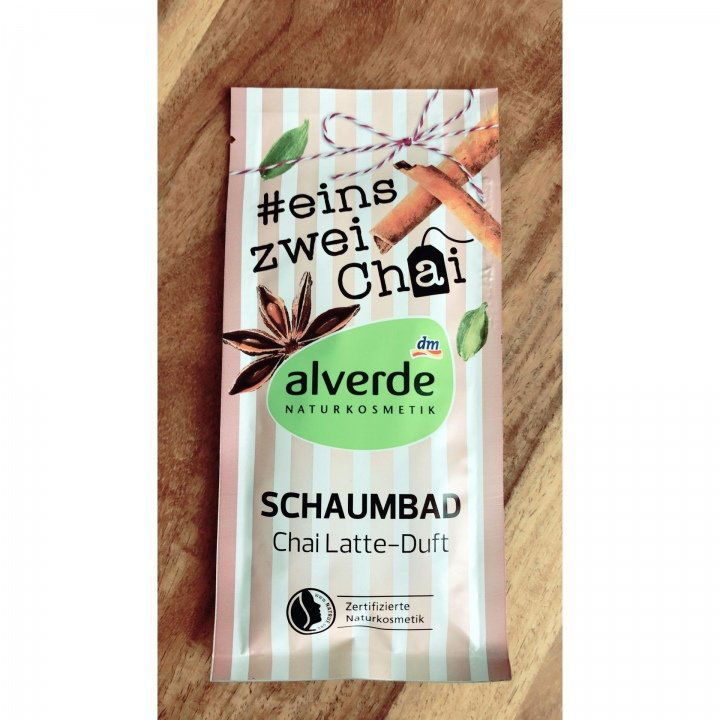 #eins
zwei
Chai
dm
alverde
NATURKOSMETIK
SCHAUMBAD
Chai Latte-Duft
Zertifizierte
Naturkosmetik